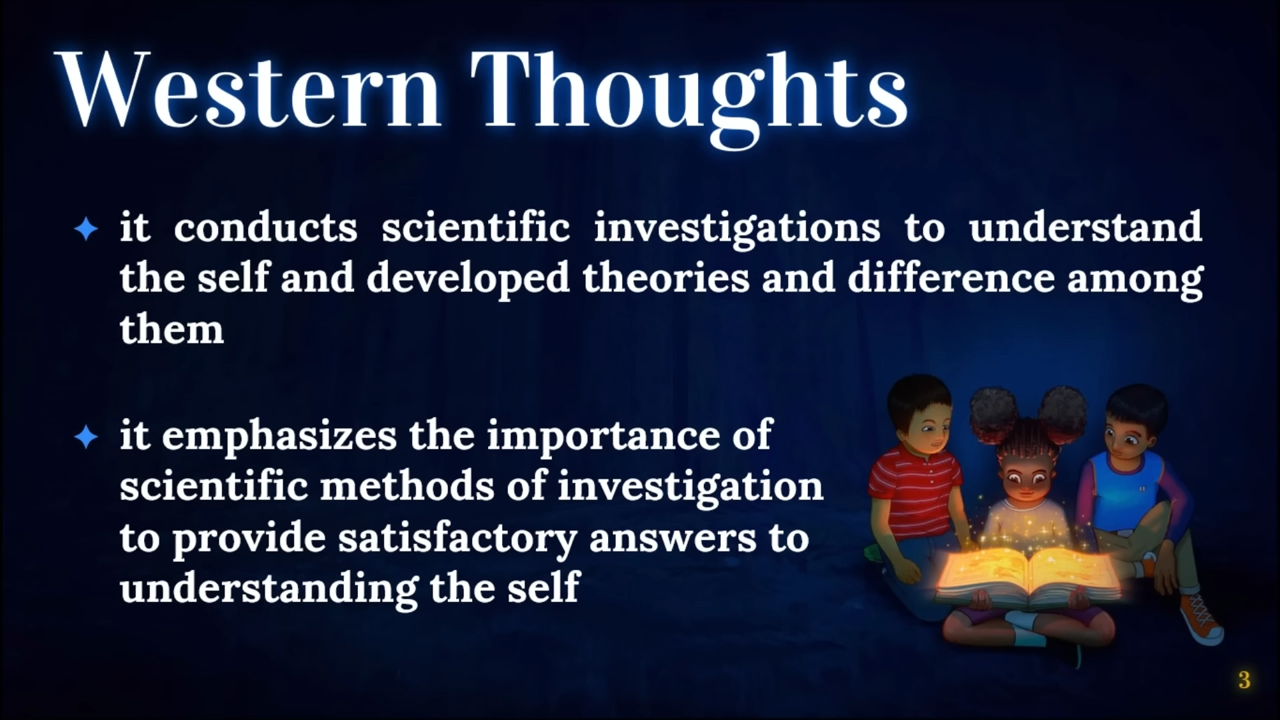 Western Thoughts
it conducts scientific investigations to understand
the self and developed theories and difference among
them
it emphasizes the importance of
scientific methods of investigation
to provide satisfactory answers to
understanding the self
3